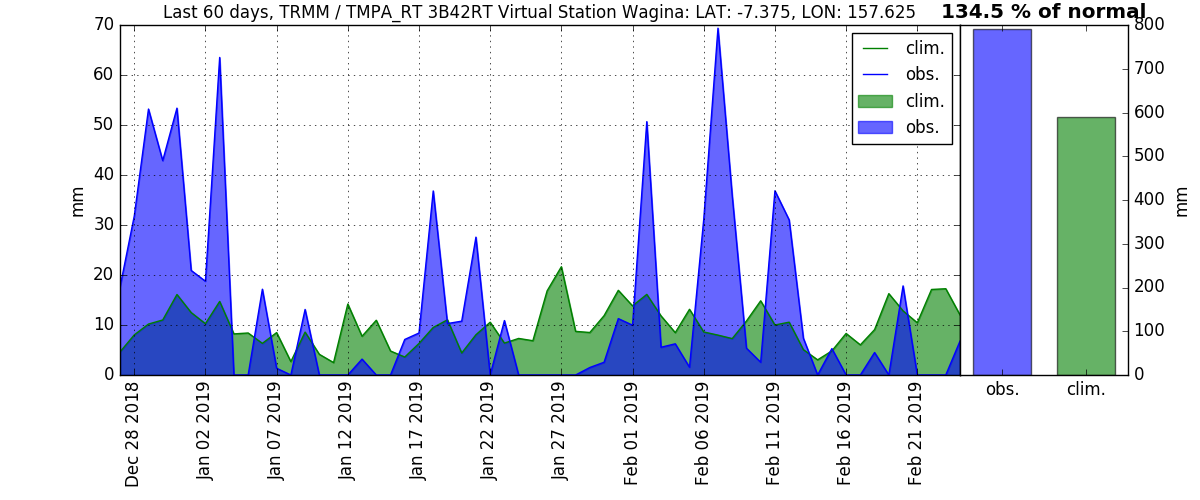 Last 60 days, TRMM / TMPA_RT 3B42RT Virtual Station Wagina: LAT: -7.375, LON: 157.625
134.5 % of normal
70
60
50
40
30
20
10
0
mm
clim.
obs.
clim.
obs.
800
700
600
500
400
300
200
100
0
mm
obs.
clim.
Dec 28 2018
Jan 02 2019
Jan 07 2019
Jan 12 2019
Jan 17 2019
Jan 22 2019
Jan 27 2019
Feb 01 2019
Feb 06 2019
Feb 11 2019
Feb 16 2019
Feb 21 2019